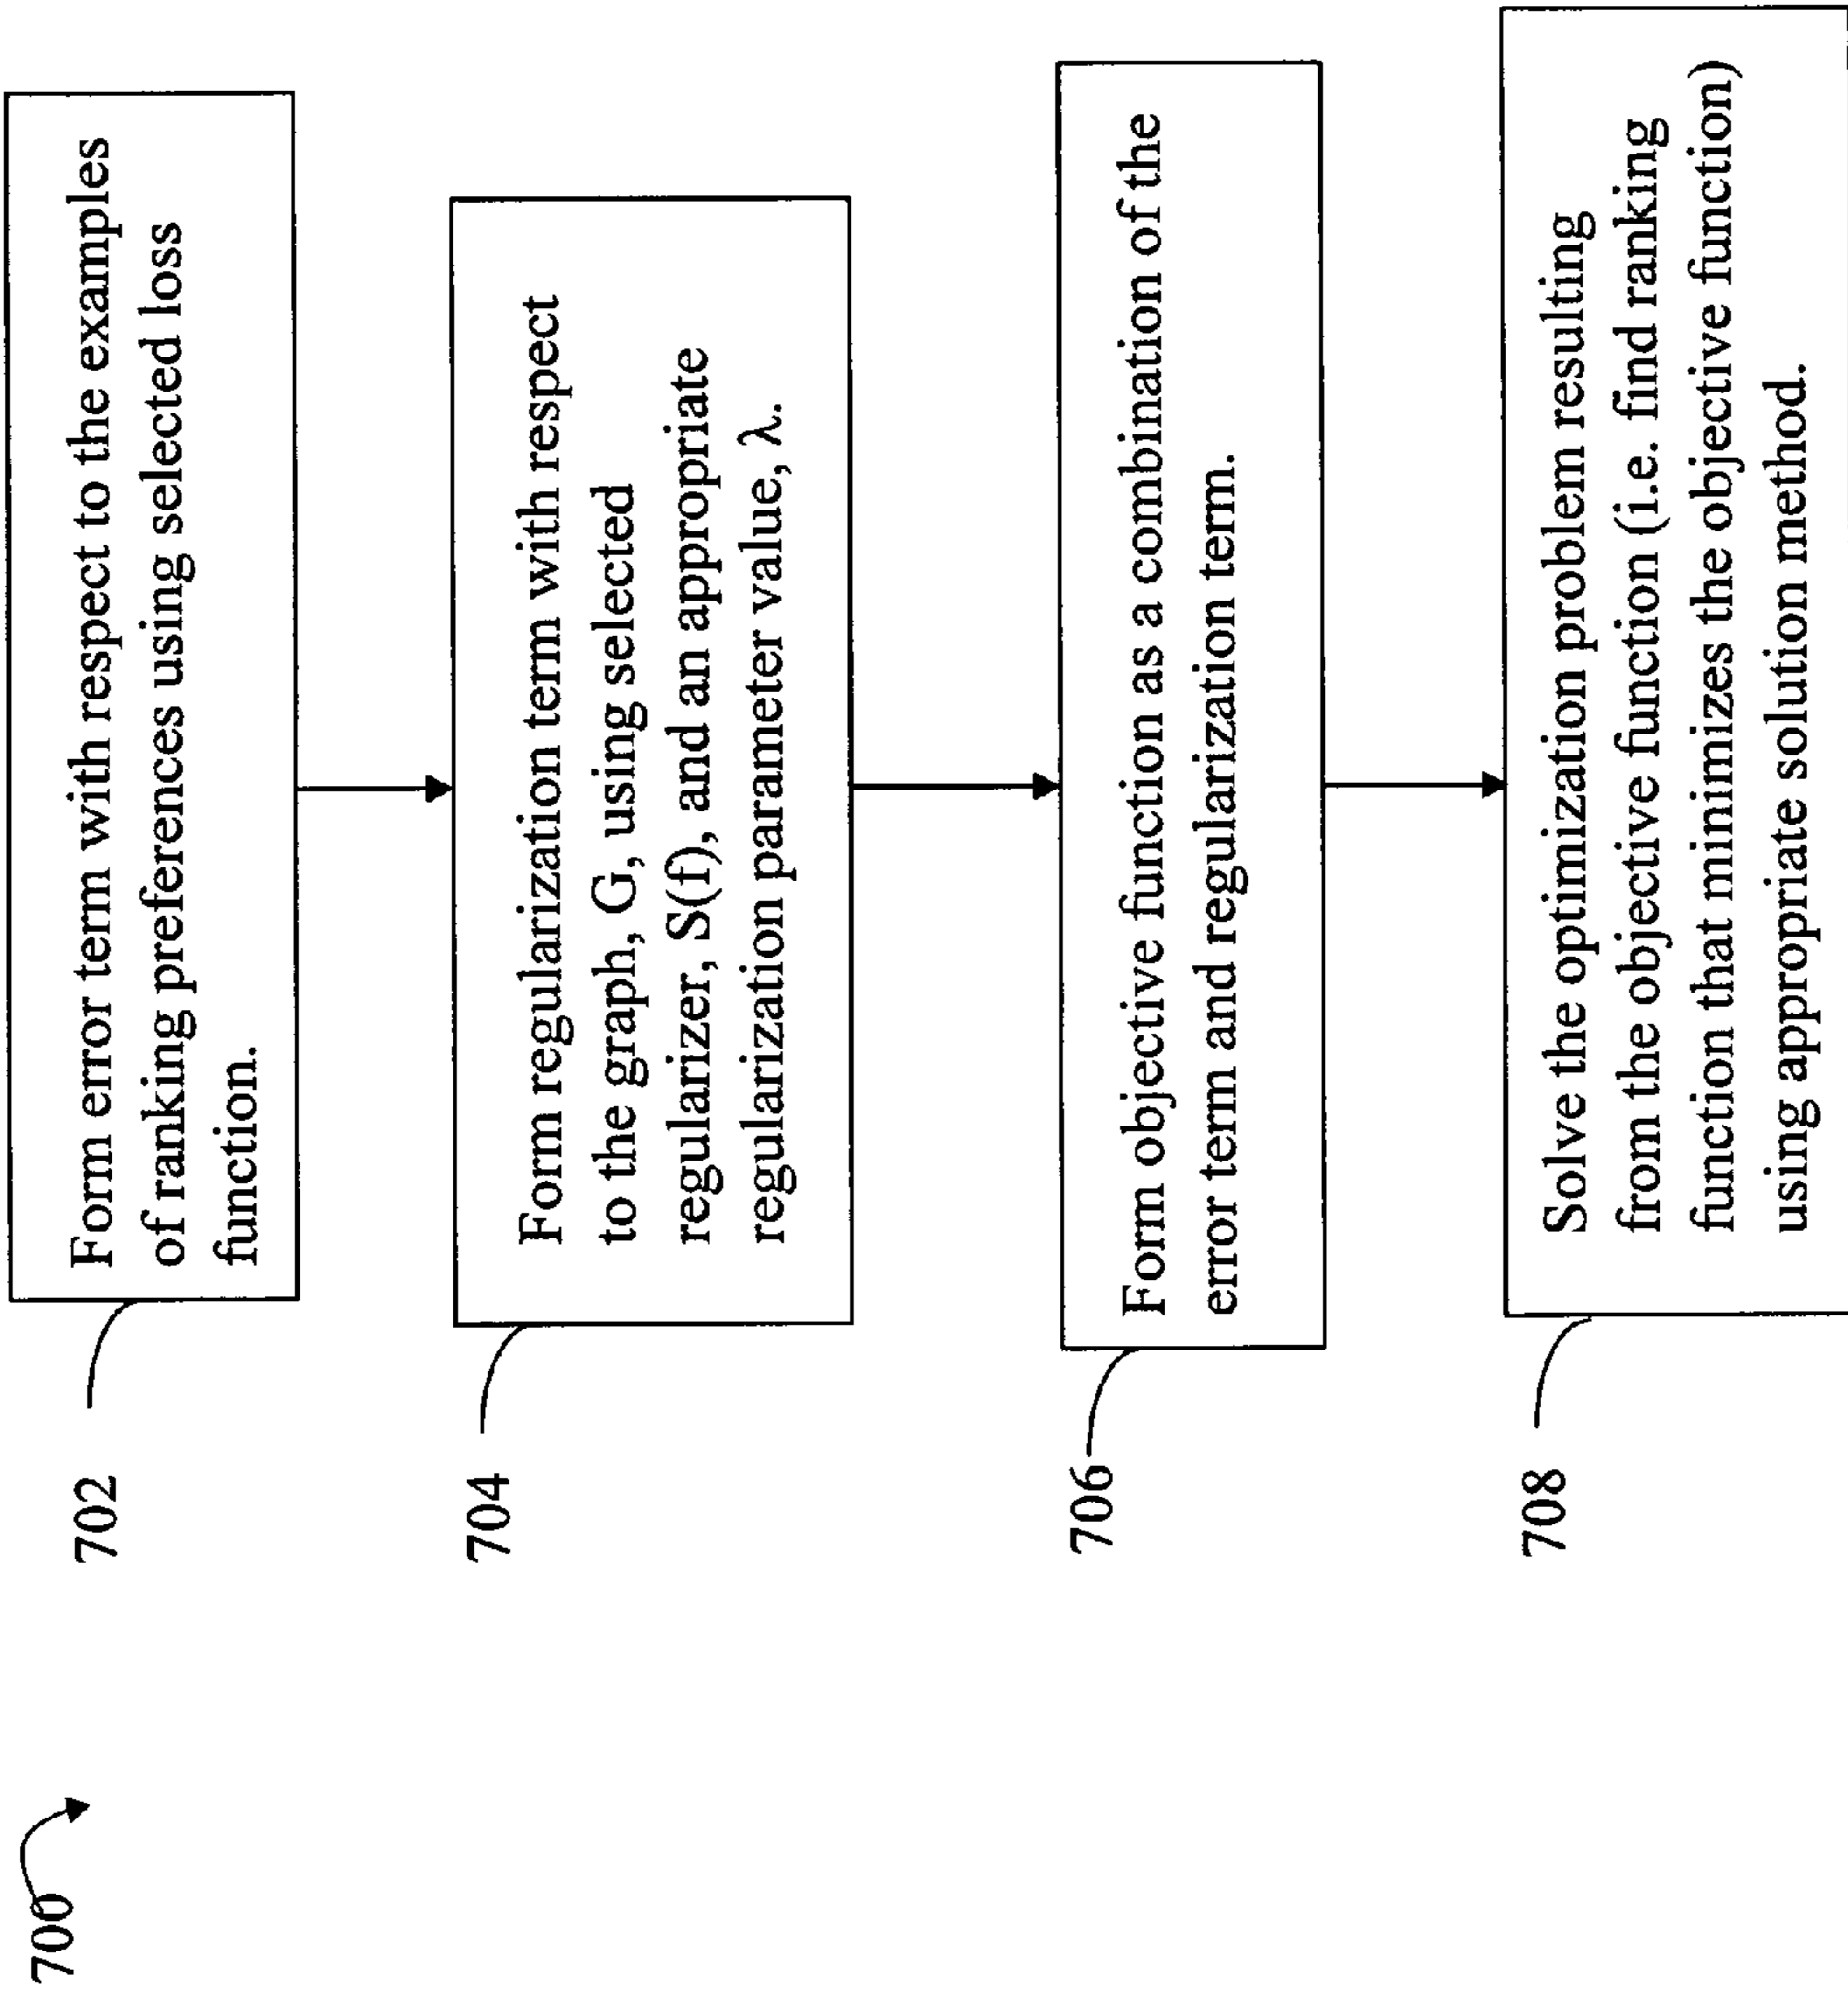 700
702
Form error term with respect to the examples
of ranking preferences using selected loss
function.
704
Form regularization term with respect
to the graph, G, using selected
regularizer, S(f), and an appropriate
regularization parameter value, λ.
706
Form objective function as a combination of the
error term and regularization term.
708
Solve the optimization problem resulting
from the objective function (i.e. find ranking
function that minimizes the objective function)
using appropriate solution method.